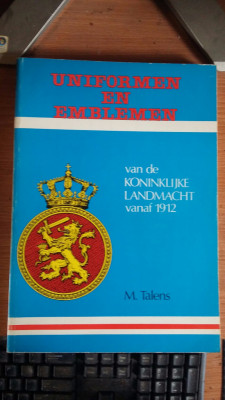 UNIFORMEN
EN
EMBLEMEN
van de
KONINKLIJKE
LANDMACHT
vanaf 1912
M. Talens